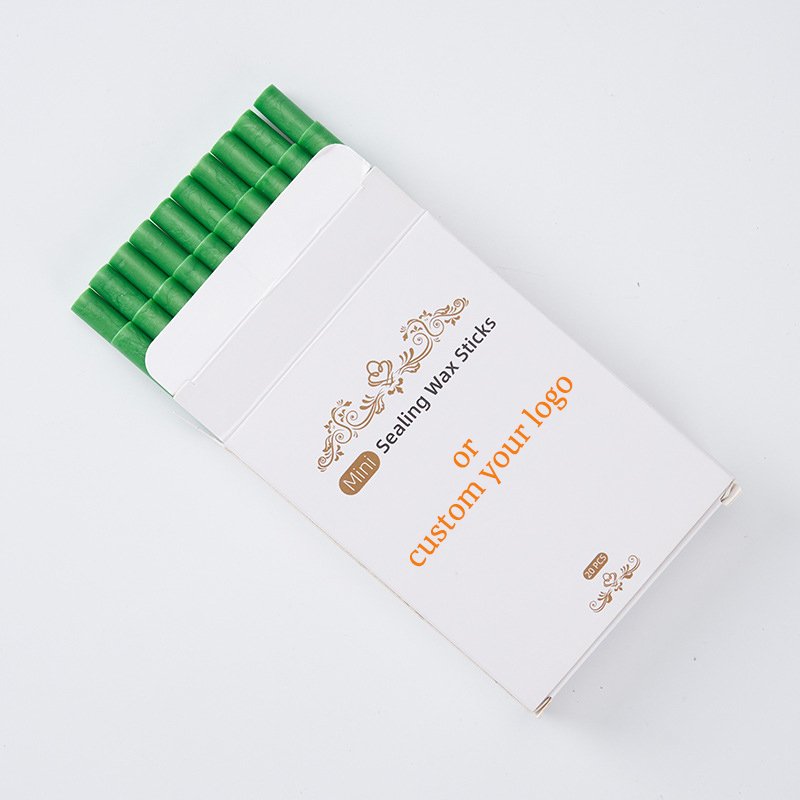 Mini Sealing Wax Sticks
or
custom your logo
20 PCS